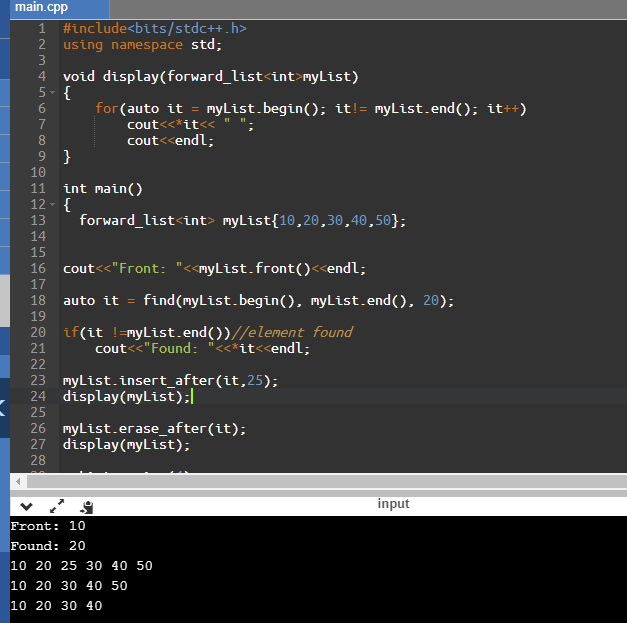 main.cpp
1 #include<bits/stdc++.h>
2 using namespace std;
3
4 void display(forward_list<int>myList)
5 {
6     for(auto it = myList.begin(); it!= myList.end(); it++)
7         cout<<*it<< " ";
8         cout<<endl;
9 }
10
11 int main()
12 {
13   forward_list<int> myList{10,20,30,40,50};
14
15
16 cout<<"Front: "<<myList.front()<<endl;
17
18 auto it = find(myList.begin(), myList.end(), 20);
19
20 if(it !=myList.end())//element found
21     cout<<"Found: "<<*it<<endl;
22
23 myList.insert_after(it,25);
24 display(myList);
25
26 myList.erase_after(it);
27 display(myList);
28
input
Front: 10
Found: 20
10 20 25 30 40 50
10 20 30 40 50
10 20 30 40